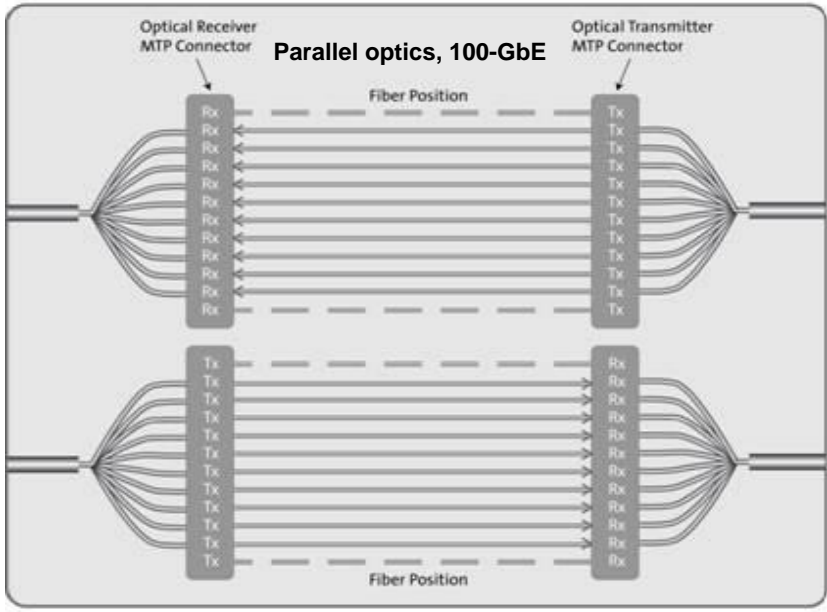 Optical Receiver
MTP Connector
Parallel optics, 100-GbE
Optical Transmitter
MTP Connector
Fiber Position
Rx Tx
Rx Tx
Rx Tx
Rx Tx
Rx Tx
Rx Tx
Rx Tx
Rx Tx
Rx Tx
Rx Tx
Rx Tx
Rx Tx
Tx Rx
Tx Rx
Tx Rx
Tx Rx
Tx Rx
Tx Rx
Tx Rx
Tx Rx
Tx Rx
Tx Rx
Tx Rx
Tx Rx
Fiber Position